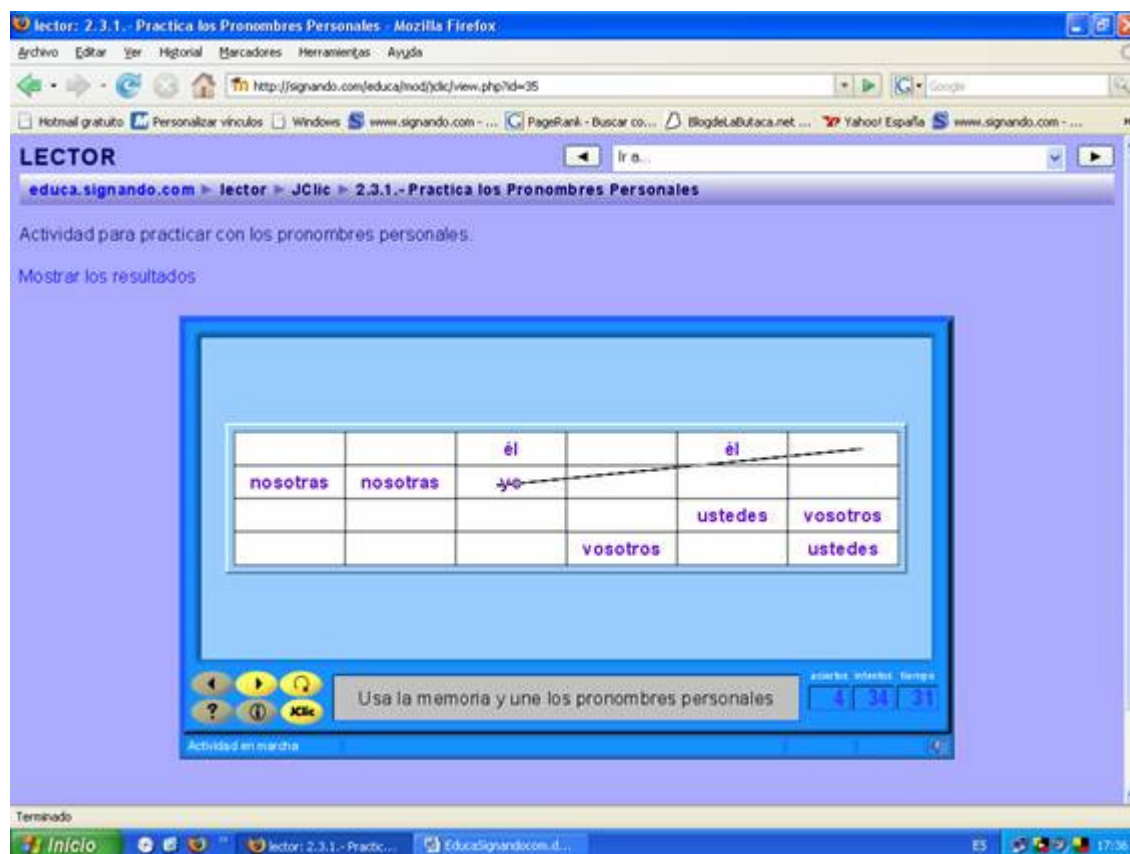 lector: 2.3.1.- Practica los Pronombres Personales - Mozilla Firefox
Archivo Editar Ver Historial Marcadores Herramientas Ayuda
http://signando.com/educa/mod/jclic/view.php?id=35 Google
Hotmail gratuito Personalizar vínculos Windows www.signando.com - ... PageRank - Buscar co... BlogdeLaButaca.net ... Yahoo! España www.signando.com - ...
LECTOR Ir a...
educa.signando.com ► lector ► JClic ► 2.3.1.- Practica los Pronombres Personales
Actividad para practicar con los pronombres personales.
Mostrar los resultados
él él
nosotras nosotras yo
ustedes vosotros
vosotros ustedes
aciertos intentos tiempo
Usa la memoria y une los pronombres personales 4 34 31
? JClic
Actividad en marcha
Terminado
Inicio lector: 2.3.1.- Practic... EducaSignandocom.d... ES 17:36